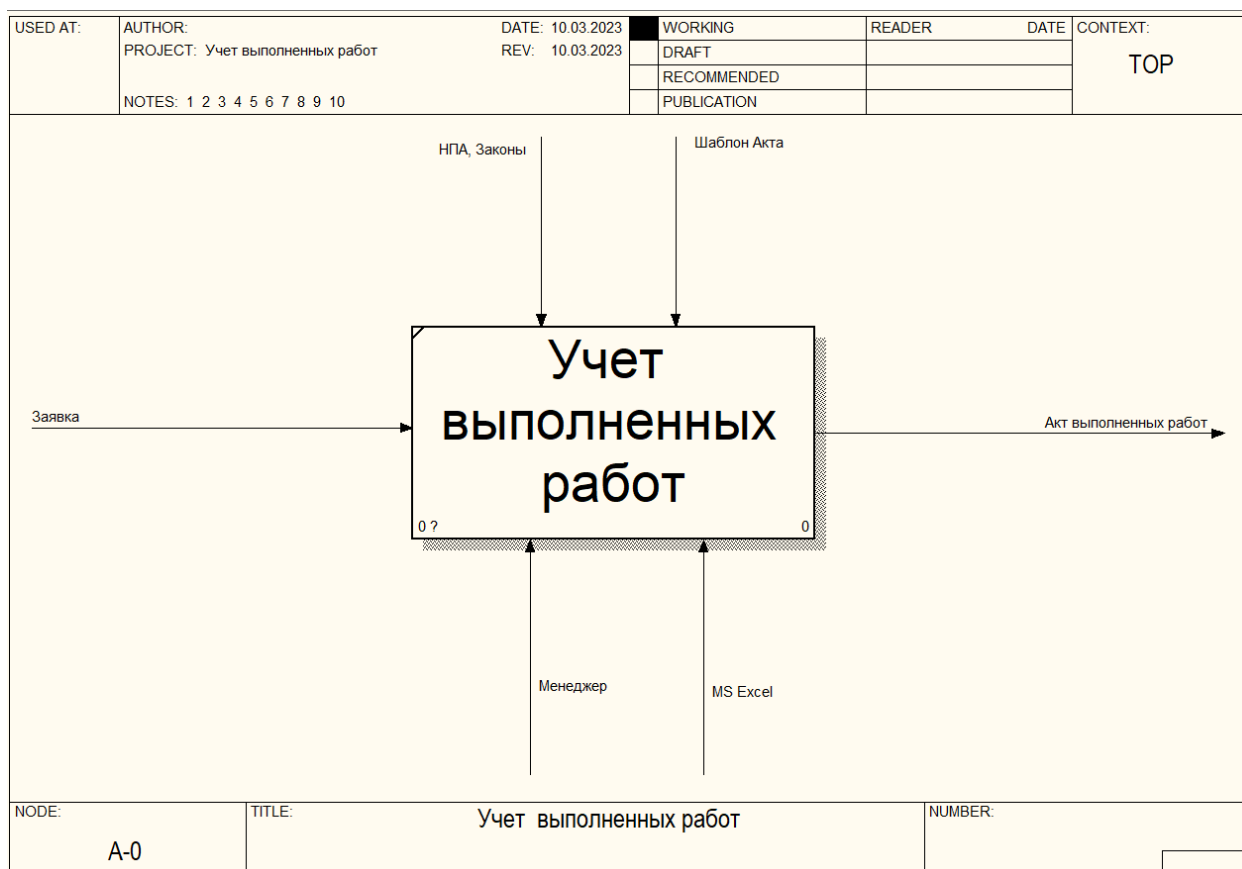 USED AT:
AUTHOR:
DATE: 10.03.2023
WORKING
READER
DATE
CONTEXT:
PROJECT: Учет выполненных работ
REV: 10.03.2023
DRAFT
TOP
RECOMMENDED
NOTES: 1 2 3 4 5 6 7 8 9 10
PUBLICATION
НПА, Законы
Шаблон Акта
Заявка
Учет
выполненных
работ
0 ?
0
Акт выполненных работ
Менеджер
MS Excel
NODE:
A-0
TITLE:
Учет выполненных работ
NUMBER: